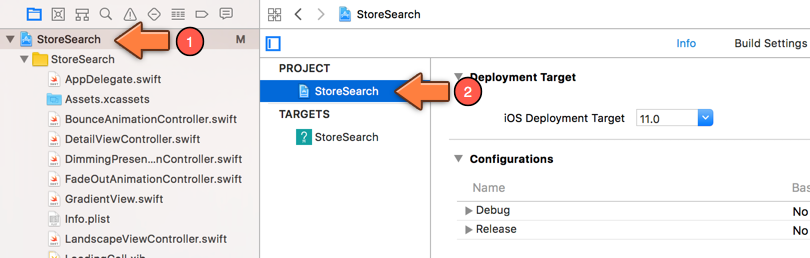 StoreSearch
M
1
StoreSearch
AppDelegate.swift
Assets.xcassets
BounceAnimationController.swift
DetailViewController.swift
DimmingPresen...nController.swift
FadeOutAnimationController.swift
GradientView.swift
Info.plist
LandscapeViewController.swift
LoadingCell.xib
StoreSearch
Info
Build Settings
PROJECT
StoreSearch
2
TARGETS
StoreSearch
Deployment Target
iOS Deployment Target
11.0
Configurations
Name
Bas
Debug
No
Release
No